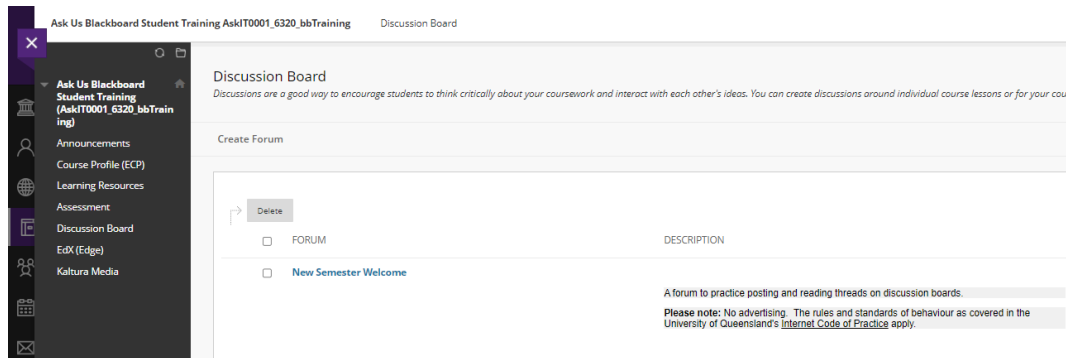 Ask Us Blackboard Student Training AskIT0001_6320_bbTraining Discussion Board
Ask Us Blackboard
Student Training
(AskIT0001_6320_bbTrain
ing)
Announcements
Course Profile (ECP)
Learning Resources
Assessment
Discussion Board
EdX (Edge)
Kaltura Media
Discussion Board
Discussions are a good way to encourage students to think critically about your coursework and interact with each other's ideas. You can create discussions around individual course lessons or for your cou
Create Forum
Delete
FORUM DESCRIPTION
New Semester Welcome
A forum to practice posting and reading threads on discussion boards.
Please note: No advertising. The rules and standards of behaviour as covered in the
University of Queensland's Internet Code of Practice apply.